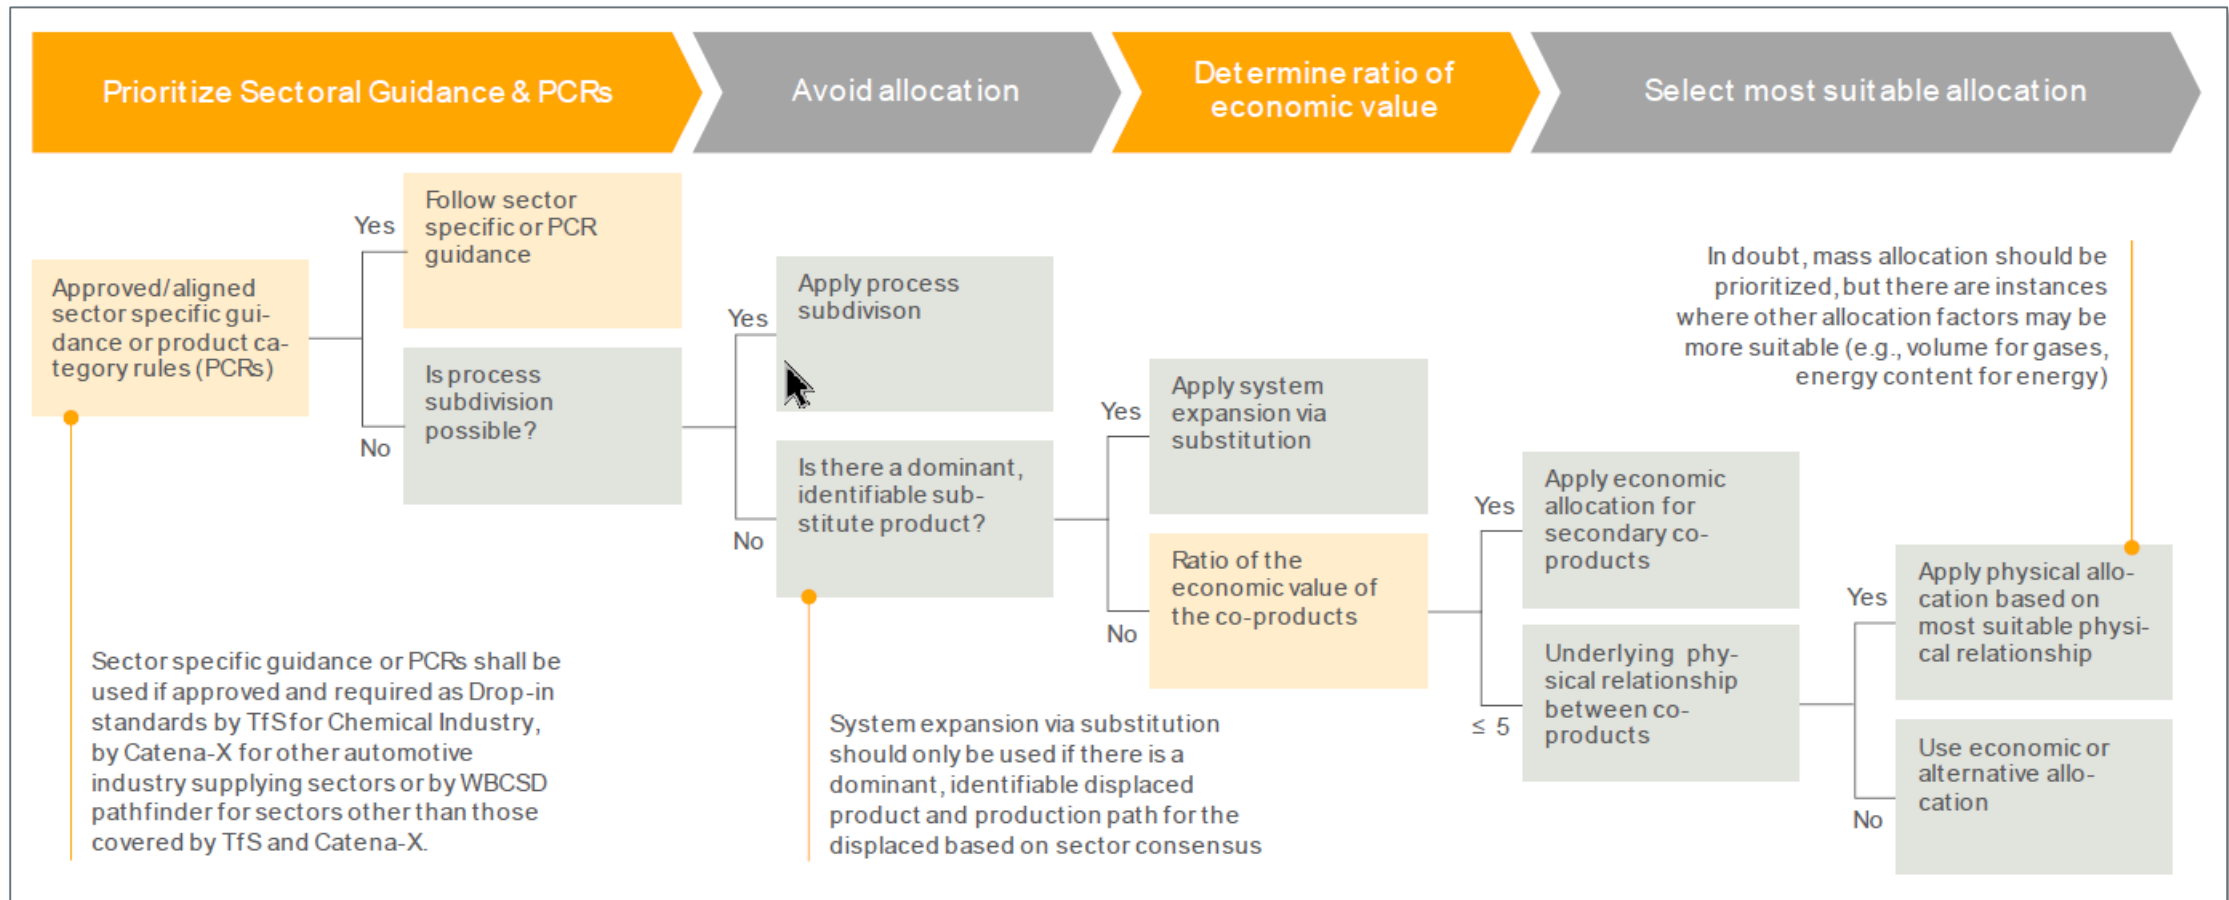 Prioritize Sectoral Guidance & PCRs
Avoid allocation
Determine ratio of
economic value
Select most suitable allocation
Approved/aligned
sector specific gui-
dance or product ca-
tegory rules (PCRs)
Yes
Follow sector
specific or PCR
guidance
No
Is process
subdivision
possible?
Yes
Apply process
subdivison
No
Is there a dominant,
identifiable sub-
stitute product?
Yes
Apply system
expansion via
substitution
No
Ratio of the
economic value of
the co-products
Yes
Apply economic
allocation for
secondary co-
products
≤ 5
Underlying phy-
sical relationship
between co-
products
Yes
Apply physical allo-
cation based on
most suitable physi-
cal relationship
No
Use economic or
alternative allo-
cation
In doubt, mass allocation should be
prioritized, but there are instances
where other allocation factors may be
more suitable (e.g., volume for gases,
energy content for energy)
Sector specific guidance or PCRs shall be
used if approved and required as Drop-in
standards by TfS for Chemical Industry,
by Catena-X for other automotive
industry supplying sectors or by WBCSD
pathfinder for sectors other than those
covered by TfS and Catena-X.
System expansion via substitution
should only be used if there is a
dominant, identifiable displaced
product and production path for the
displaced based on sector consensus